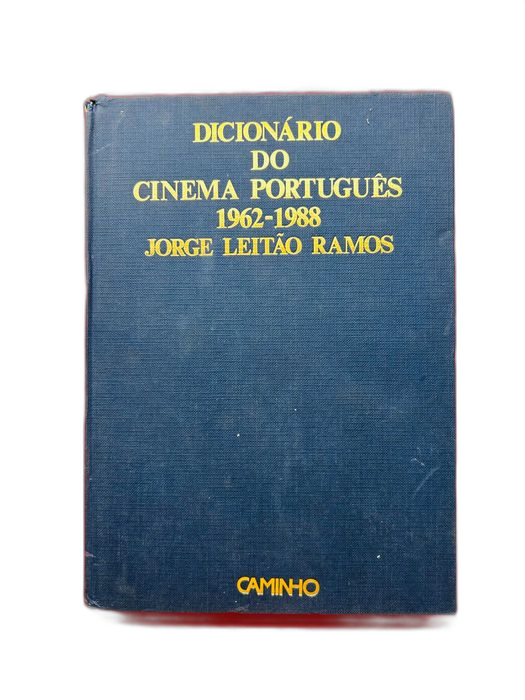 DICIONÁRIO
DO
CINEMA PORTUGUÊS
1962-1988
JORGE LEITÃO RAMOS
CAMINHO